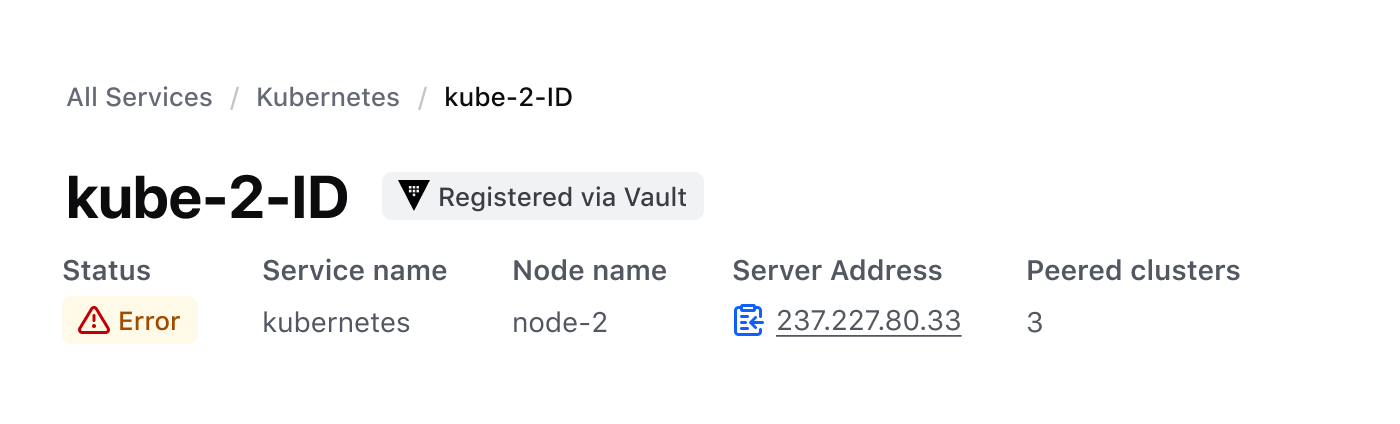 All Services / Kubernetes / kube-2-ID
kube-2-ID Registered via Vault
Status Service name Node name Server Address Peered clusters
Error kubernetes node-2 237.227.80.33 3